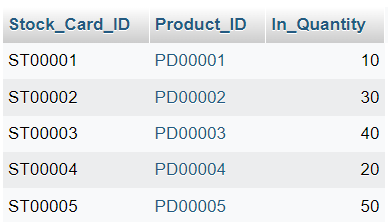 Stock_Card_ID Product_ID In_Quantity
ST00001 PD00001 10
ST00002 PD00002 30
ST00003 PD00003 40
ST00004 PD00004 20
ST00005 PD00005 50